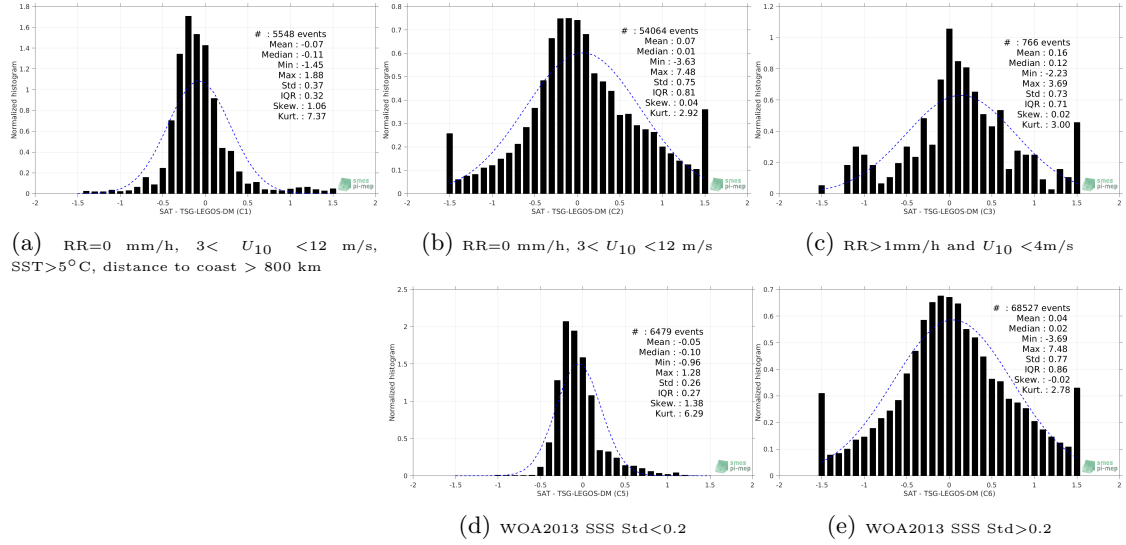 1.8
1.6
1.4
1.2
1.0
0.8
0.6
0.4
0.2
0
Normalized histogram
# : 5548 events
Mean : -0.07
Median : -0.11
Min : -1.45
Max : 1.88
Std : 0.37
IQR : 0.32
Skew. : 1.06
Kurt. : 7.37
smos
pi-mep
-2 -1.5 -1 -0.5 0 0.5 1 1.5 2
SAT - TSG-LEGOS-DM (C1)
(a) RR=0 mm/h, 3< U10 <12 m/s,
SST>5°C, distance to coast > 800 km
0.8
0.7
0.6
0.5
0.4
0.3
0.2
0.1
0
Normalized histogram
# : 54064 events
Mean : 0.07
Median : 0.01
Min : -3.63
Max : 7.48
Std : 0.75
IQR : 0.81
Skew. : 0.04
Kurt. : 2.92
smos
pi-mep
-2 -1.5 -1 -0.5 0 0.5 1 1.5 2
SAT - TSG-LEGOS-DM (C2)
(b) RR=0 mm/h, 3< U10 <12 m/s
1.2
1
0.8
0.6
0.4
0.2
0
Normalized histogram
# : 766 events
Mean : 0.16
Median : 0.12
Min : -2.23
Max : 3.69
Std : 0.73
IQR : 0.71
Skew. : 0.02
Kurt. : 3.00
smos
pi-mep
-2 -1.5 -1 -0.5 0 0.5 1 1.5 2
SAT - TSG-LEGOS-DM (C3)
(c) RR>1mm/h and U10 <4m/s
2.5
2
1.5
1
0.5
0
Normalized histogram
# : 6479 events
Mean : -0.05
Median : -0.10
Min : -0.96
Max : 1.28
Std : 0.26
IQR : 0.27
Skew. : 1.38
Kurt. : 6.29
smos
pi-mep
-2 -1.5 -1 -0.5 0 0.5 1 1.5 2
SAT - TSG-LEGOS-DM (C5)
(d) WOA2013 SSS Std<0.2
0.7
0.6
0.5
0.4
0.3
0.2
0.1
0
Normalized histogram
# : 68527 events
Mean : 0.04
Median : 0.02
Min : -3.69
Max : 7.48
Std : 0.77
IQR : 0.86
Skew. : -0.02
Kurt. : 2.78
smos
pi-mep
-2 -1.5 -1 -0.5 0 0.5 1 1.5 2
SAT - TSG-LEGOS-DM (C6)
(e) WOA2013 SSS Std>0.2